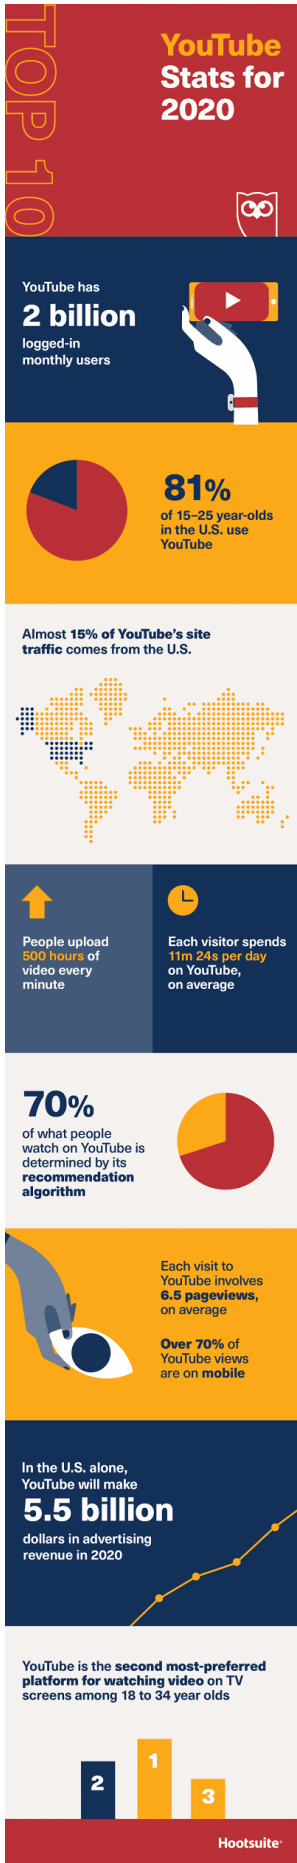 TOP 10
YouTube
Stats for
2020
YouTube has
2 billion
logged-in
monthly users
81%
of 15–25 year-olds
in the U.S. use
YouTube
Almost 15% of YouTube's site
traffic comes from the U.S.
People upload
500 hours of
video every
minute
Each visitor spends
11m 24s per day
on YouTube,
on average
70%
of what people
watch on YouTube is
determined by its
recommendation
algorithm
Each visit to
YouTube involves
6.5 pageviews,
on average
Over 70% of
YouTube views
are on mobile
In the U.S. alone,
YouTube will make
5.5 billion
dollars in advertising
revenue in 2020
YouTube is the second most-preferred
platform for watching video on TV
screens among 18 to 34 year olds
2
1
3
Hootsuite®